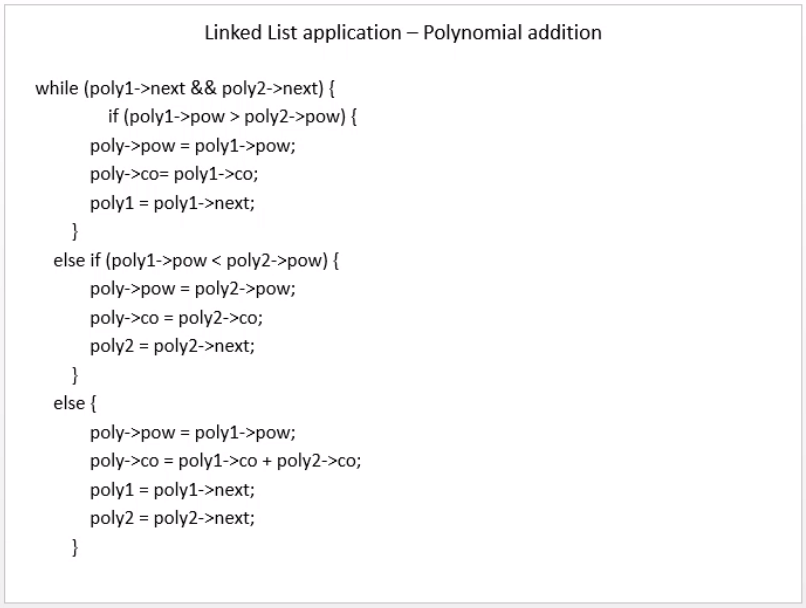 Linked List application – Polynomial addition
while (poly1->next && poly2->next) {
if (poly1->pow > poly2->pow) {
poly->pow = poly1->pow;
poly->co= poly1->co;
poly1 = poly1->next;
}
else if (poly1->pow < poly2->pow) {
poly->pow = poly2->pow;
poly->co = poly2->co;
poly2 = poly2->next;
}
else {
poly->pow = poly1->pow;
poly->co = poly1->co + poly2->co;
poly1 = poly1->next;
poly2 = poly2->next;
}